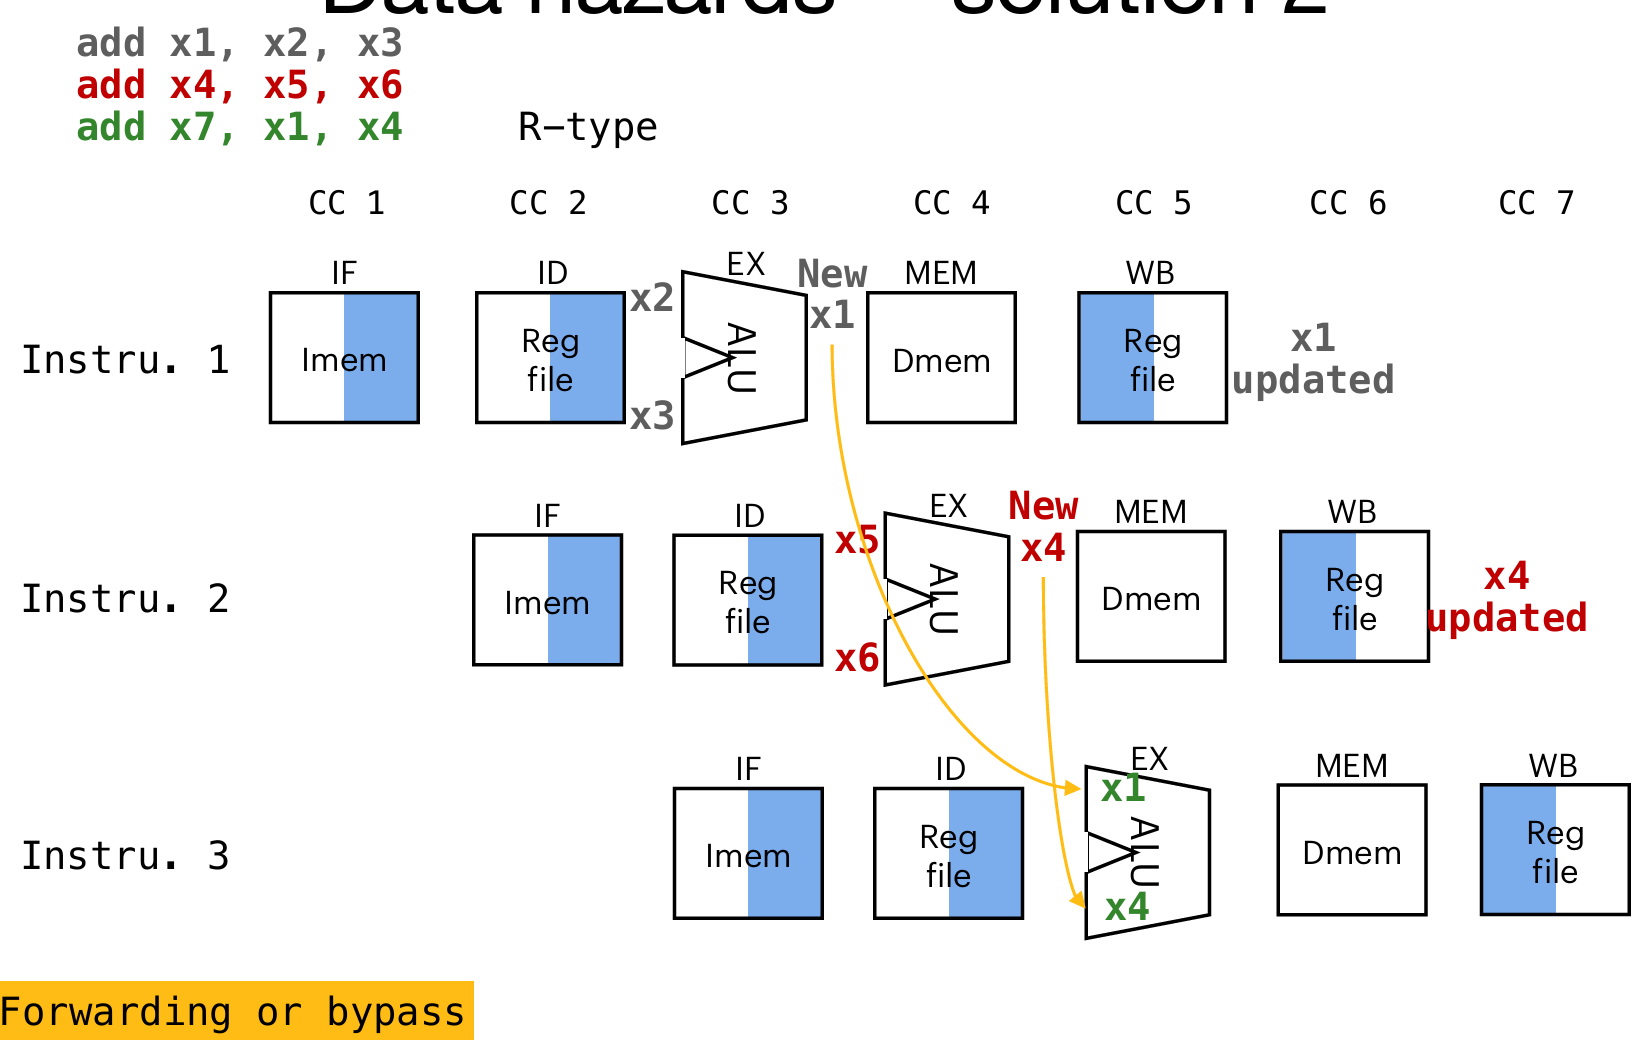 Data hazards – solution 2
add x1, x2, x3
add x4, x5, x6
add x7, x1, x4
R-type
CC 1 CC 2 CC 3 CC 4 CC 5 CC 6 CC 7
Instru. 1
IF
Imem
ID
Reg
file
x2
x3
EX
ALU
New
x1
MEM
Dmem
WB
Reg
file
x1
updated
Instru. 2
IF
Imem
ID
Reg
file
x5
x6
EX
ALU
New
x4
MEM
Dmem
WB
Reg
file
x4
updated
Instru. 3
IF
Imem
ID
Reg
file
EX
x1
ALU
x4
MEM
Dmem
WB
Reg
file
Forwarding or bypass